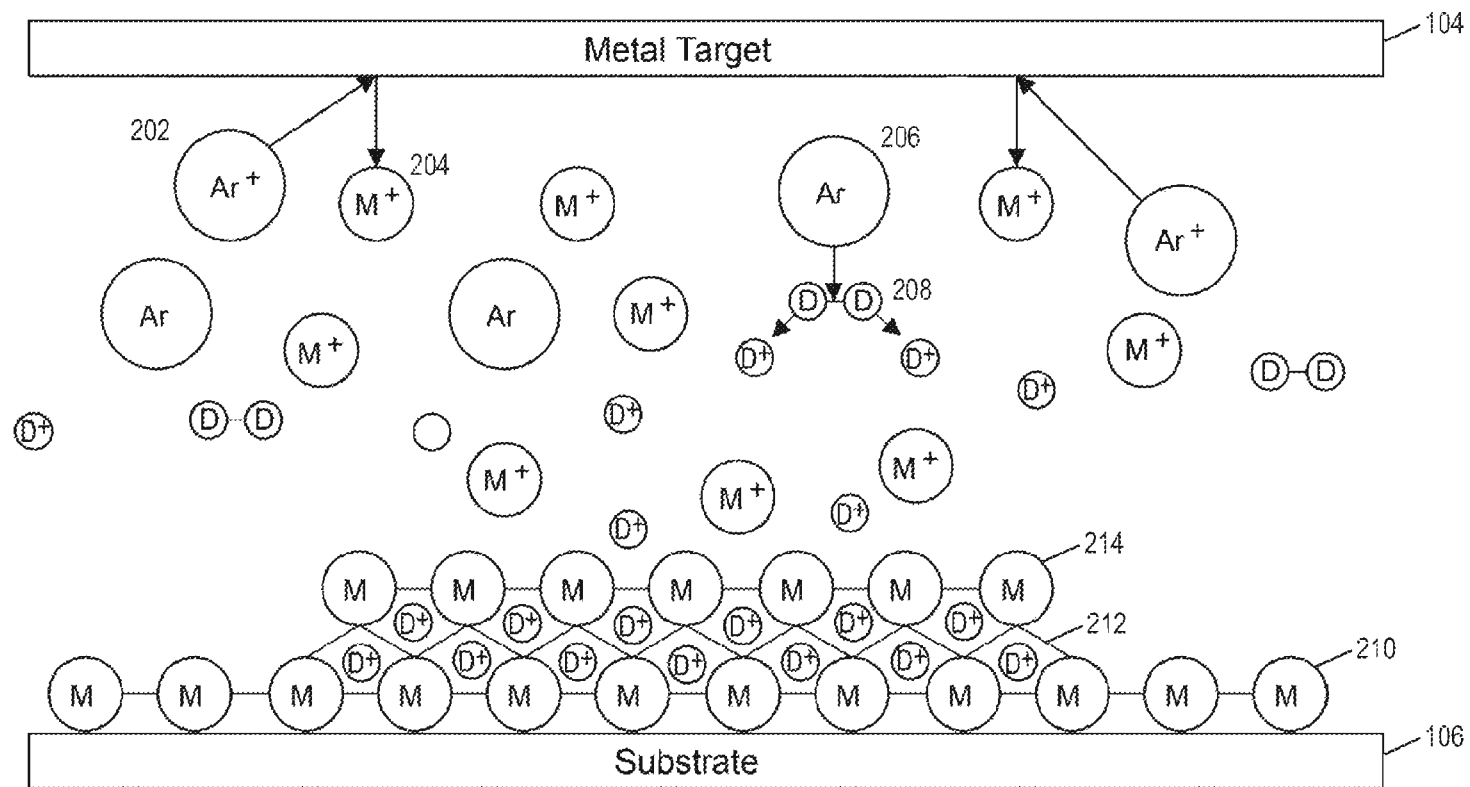 104
Metal Target
202
206
204
Ar+
M+
M+
Ar
M+
Ar+
Ar
Ar
M+
D D
208
M+
M+
D+
D+
D D
D+
D+
D D
D+
M+
M+
M+
D+
D+
214
M M M M M M M
D+ D+ D+ D+ D+ D+
212
D+ D+ D+ D+ D+ D+ D+
210
M M M M M M M M M M M M
106
Substrate